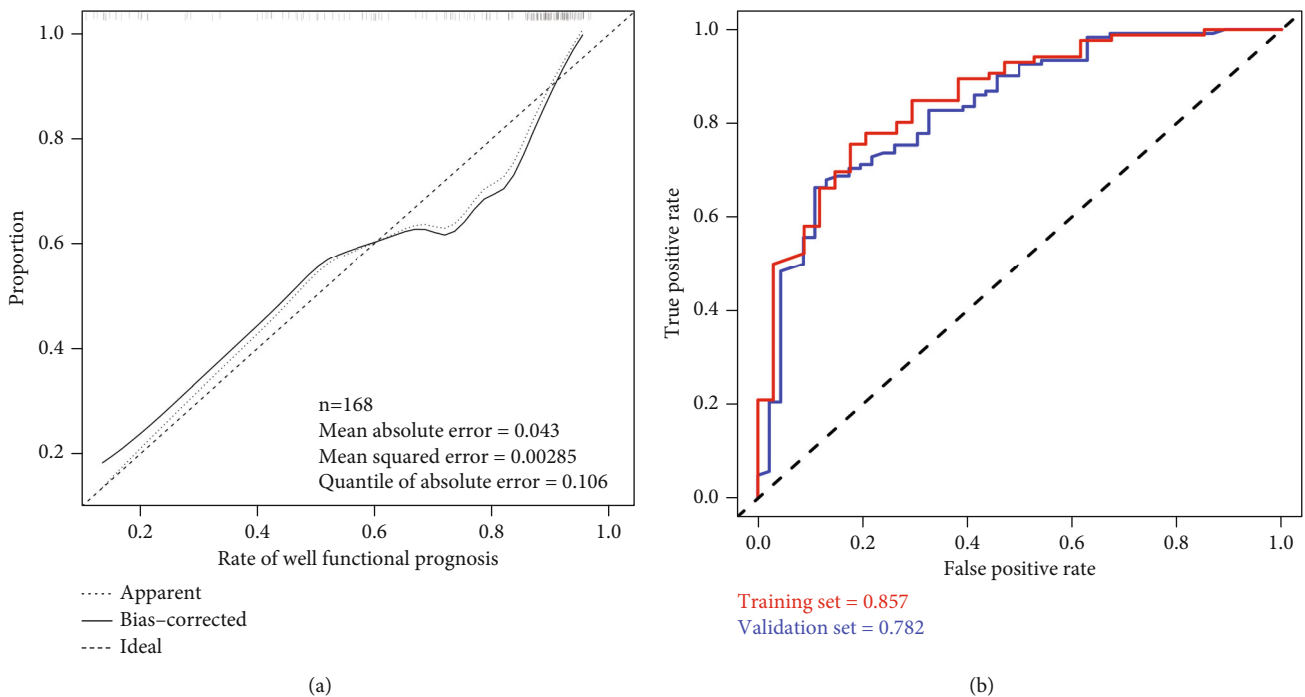 1.0
0.8
0.6
0.4
0.2
Proportion
n=168
Mean absolute error = 0.043
Mean squared error = 0.00285
Quantile of absolute error = 0.106
0.2 0.4 0.6 0.8 1.0
Rate of well functional prognosis
Apparent
Bias–corrected
Ideal
(a)
1.0
0.8
0.6
0.4
0.2
0.0
True positive rate
0.0 0.2 0.4 0.6 0.8 1.0
False positive rate
Training set = 0.857
Validation set = 0.782
(b)